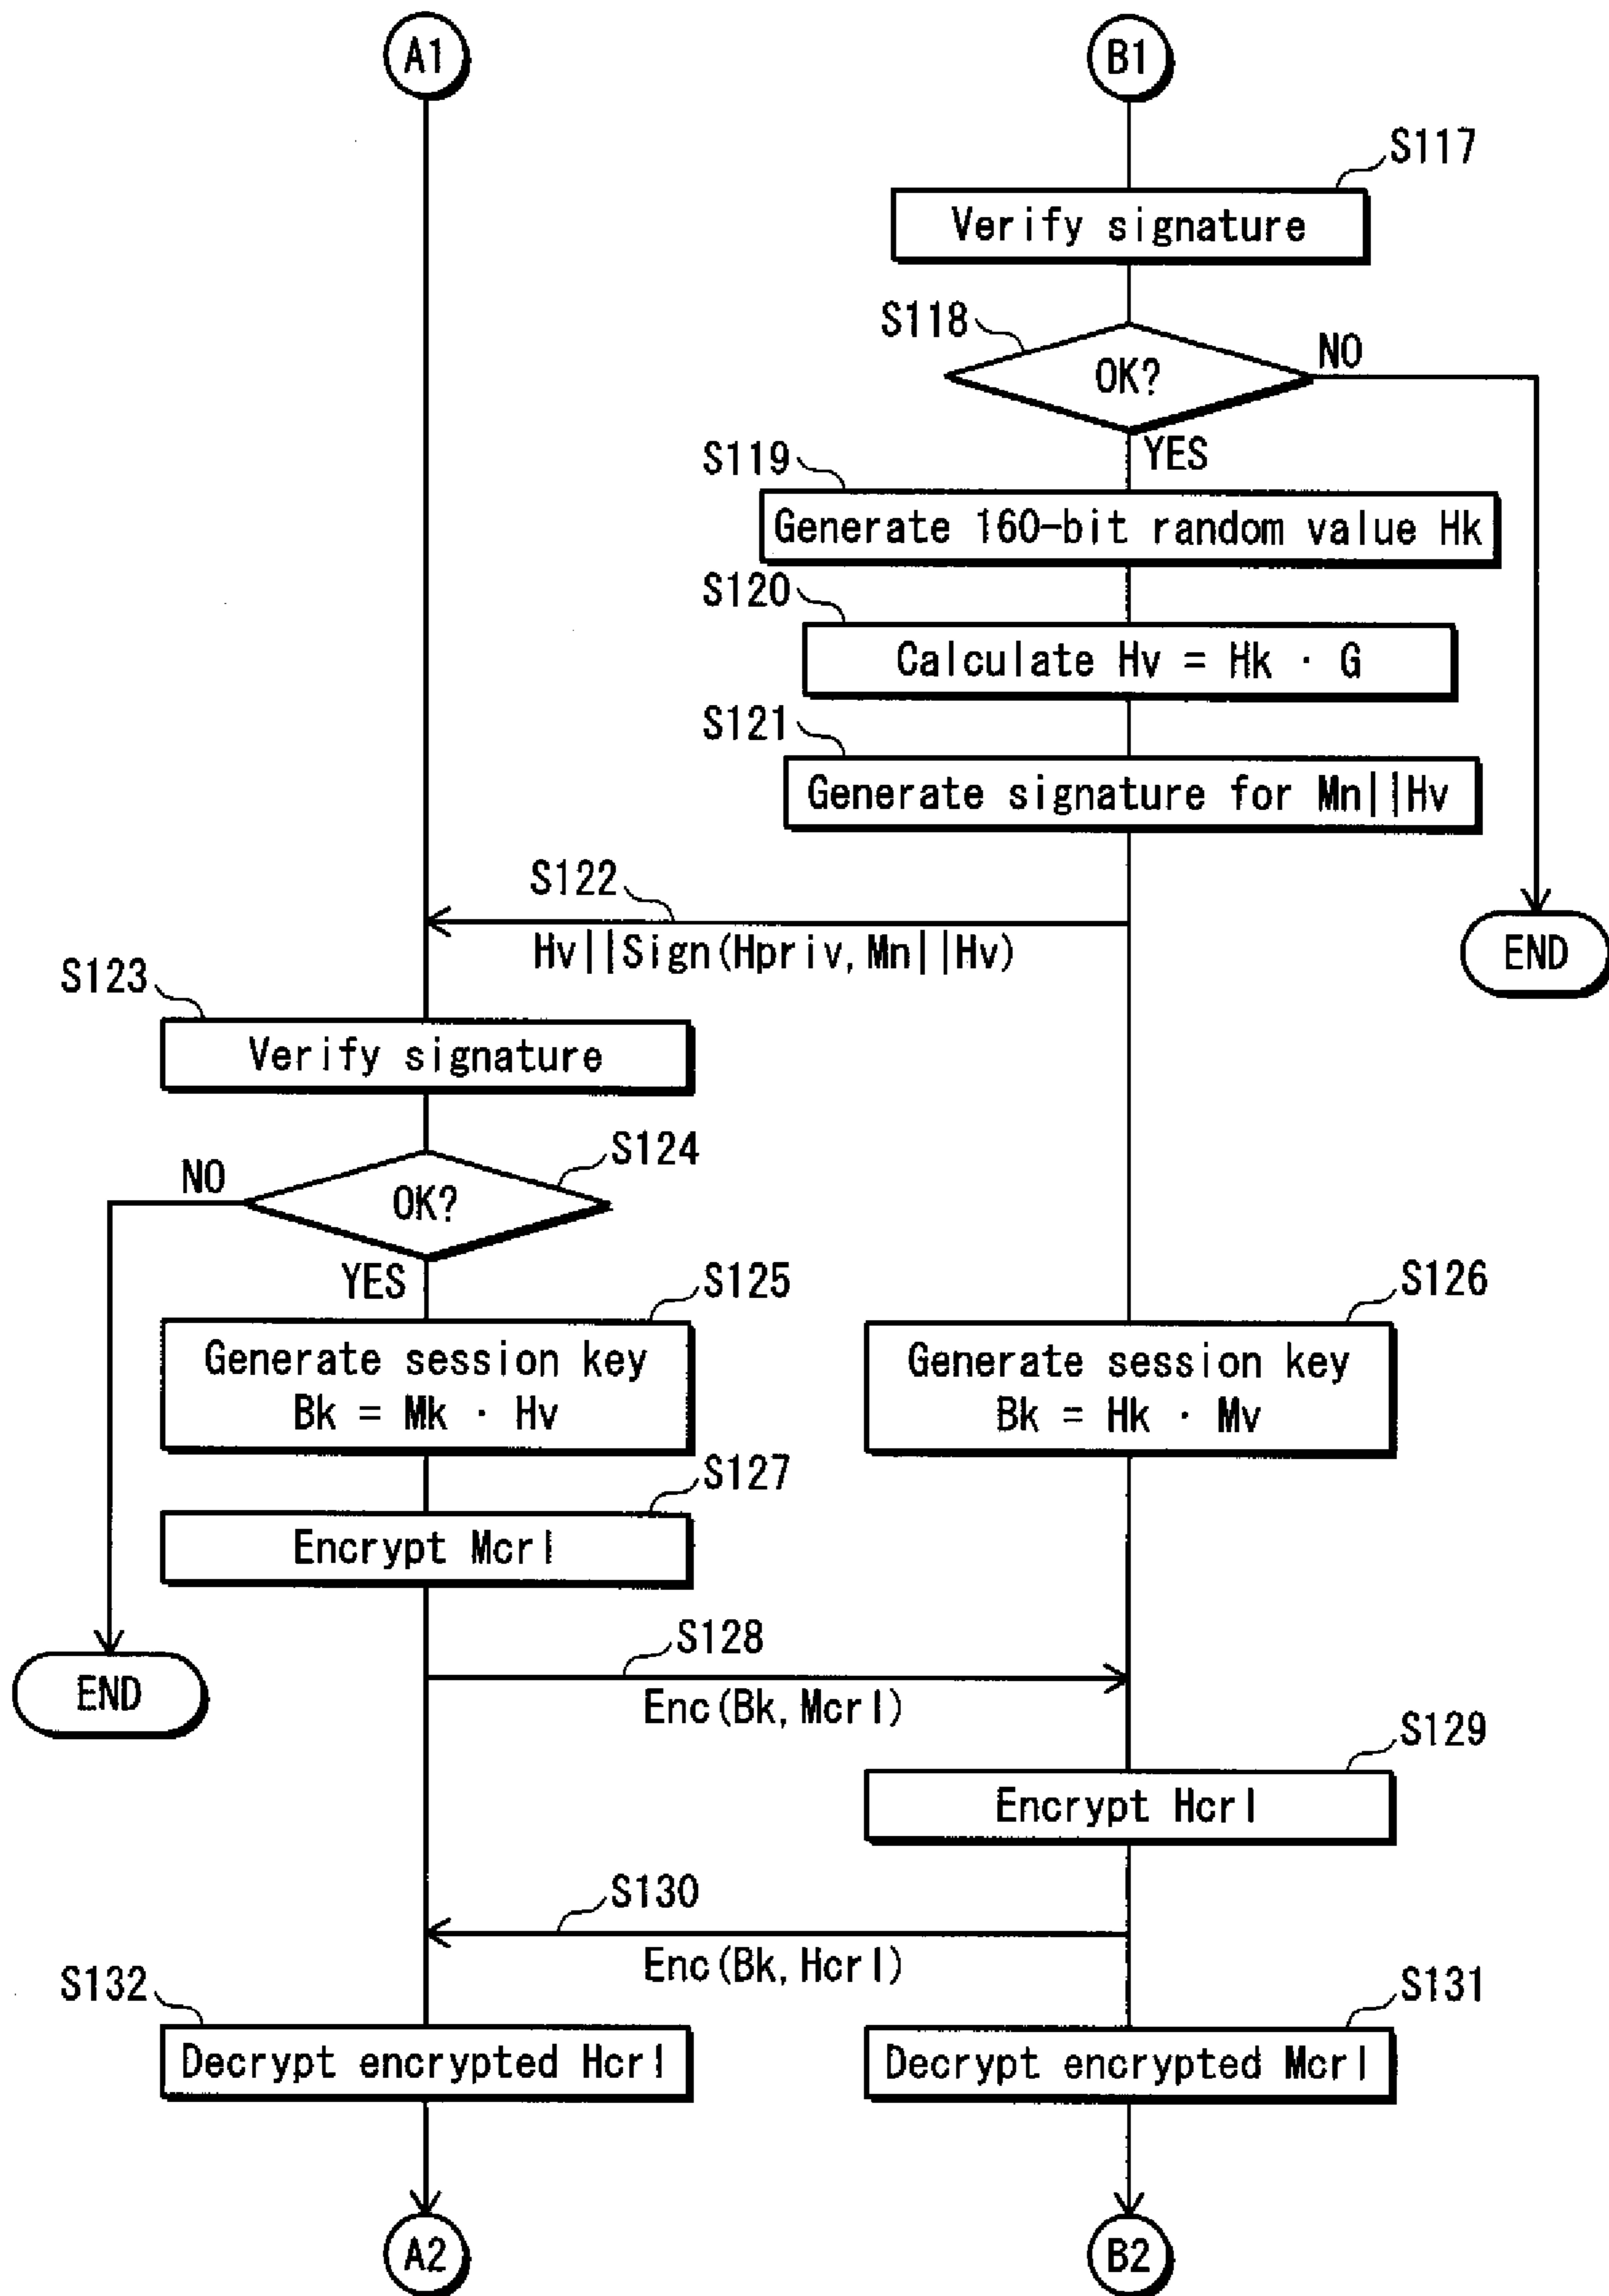 A1
B1
S117
Verify signature
S118
OK?
NO
YES
S119
Generate 160-bit random value Hk
S120
Calculate Hv = Hk · G
S121
Generate signature for Mn||Hv
S122
Hv||Sign(Hpriv, Mn||Hv)
END
S123
Verify signature
S124
NO
OK?
YES
S125
Generate session key
Bk = Mk · Hv
S126
Generate session key
Bk = Hk · Mv
S127
Encrypt Mcrl
S128
Enc(Bk, Mcrl)
END
S129
Encrypt Hcrl
S130
Enc(Bk, Hcrl)
S132
Decrypt encrypted Hcrl
S131
Decrypt encrypted Mcrl
A2
B2